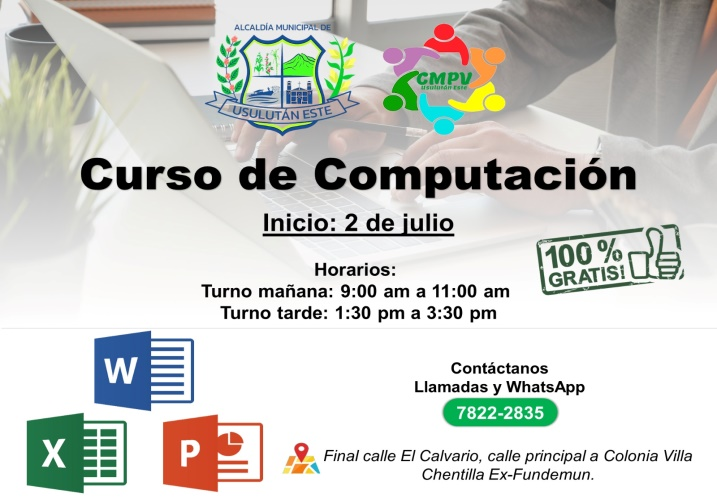 ALCALDÍA MUNICIPAL DE
USULUTÁN ESTE
CMPV
USULUTÁN ESTE
Curso de Computación
Inicio: 2 de julio
100 %
GRATIS!
Horarios:
Turno mañana: 9:00 am a 11:00 am
Turno tarde: 1:30 pm a 3:30 pm
W
X
P
Contáctanos
Llamadas y WhatsApp
7822-2835
Final calle El Calvario, calle principal a Colonia Villa
Chentilla Ex-Fundemun.